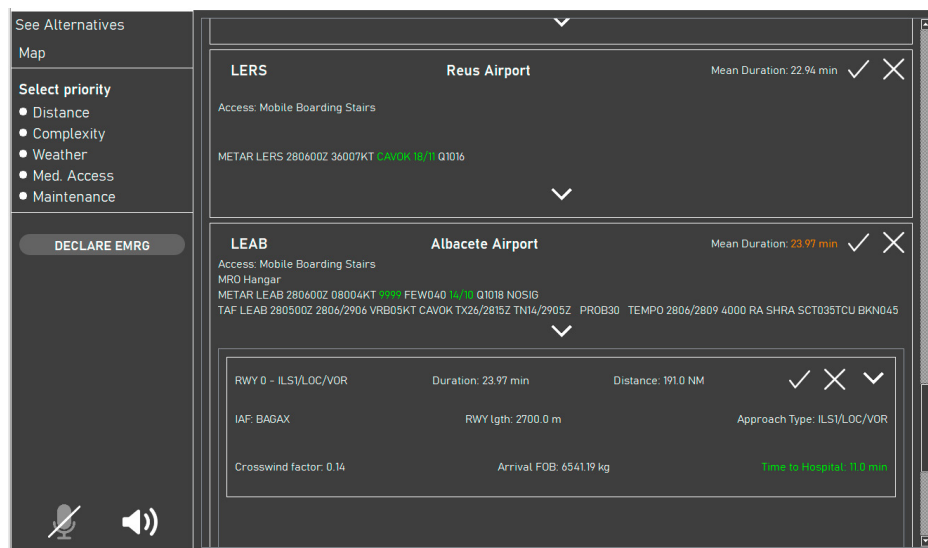 See Alternatives
Map
Select priority
Distance
Complexity
Weather
Med. Access
Maintenance
DECLARE EMRG
LERS Reus Airport Mean Duration: 22.94 min
Access: Mobile Boarding Stairs
METAR LERS 280600Z 36007KT CAVOK 18/11 Q1016
LEAB Albacete Airport Mean Duration: 23.97 min
Access: Mobile Boarding Stairs
MRO Hangar
METAR LEAB 280600Z 08004KT 9999 FEW040 14/10 Q1018 NOSIG
TAF LEAB 280500Z 2806/2906 VRB05KT CAVOK TX26/2815Z TN14/2905Z PROB30 TEMPO 2806/2809 4000 RA SHRA SCT035TCU BKN045
RWY 0 - ILS1/LOC/VOR Duration: 23.97 min Distance: 191.0 NM
IAF: BAGAX RWY lgth: 2700.0 m Approach Type: ILS1/LOC/VOR
Crosswind factor: 0.14 Arrival FOB: 6541.19 kg Time to Hospital: 11.0 min